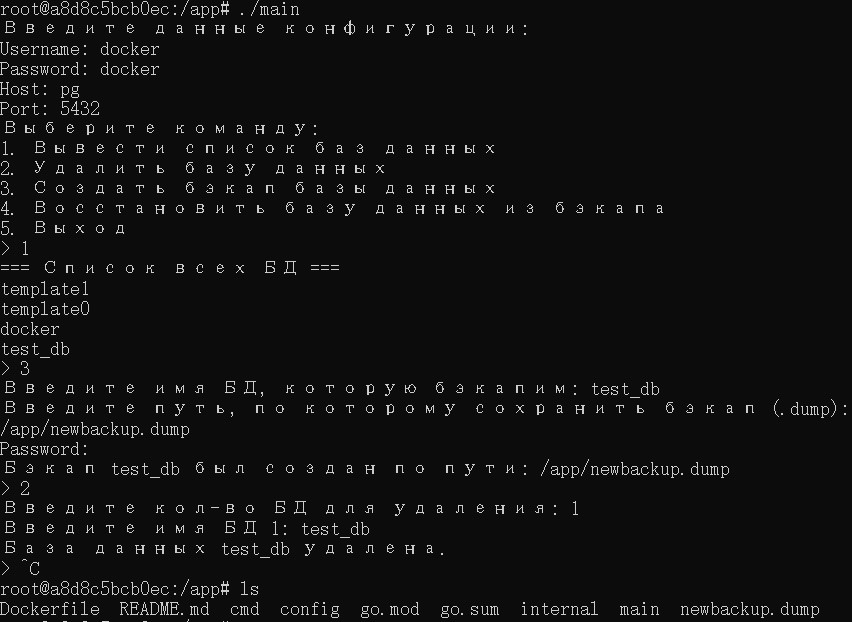 root@a8d8c5bcb0ec:/app# ./main
Введите данные конфигурации:
Username: docker
Password: docker
Host: pg
Port: 5432
Выберите команду:
1. Вывести список баз данных
2. Удалить базу данных
3. Создать бэкап базы данных
4. Восстановить базу данных из бэкапа
5. Выход
> 1
=== Список всех БД ===
template1
template0
docker
test_db
> 3
Введите имя БД, которую бэкапим: test_db
Введите путь, по которому сохранить бэкап (.dump):
/app/newbackup.dump
Password:
Бэкап test_db был создан по пути: /app/newbackup.dump
> 2
Введите кол-во БД для удаления: 1
Введите имя БД 1: test_db
База данных test_db удалена.
> ^C
root@a8d8c5bcb0ec:/app# ls
Dockerfile README.md cmd config go.mod go.sum internal main newbackup.dump